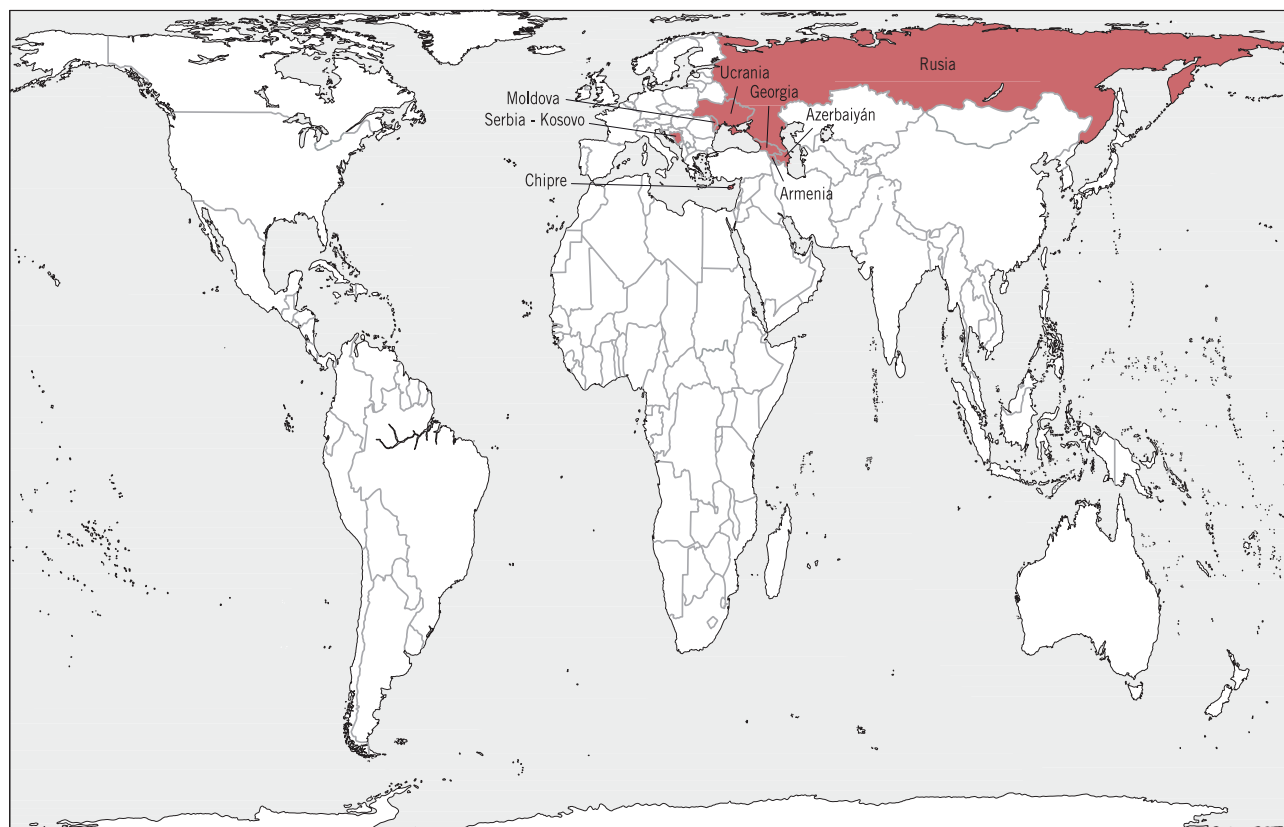 Rusia
Ucrania
Georgia
Moldova
Azerbaiyán
Serbia - Kosovo
Chipre
Armenia